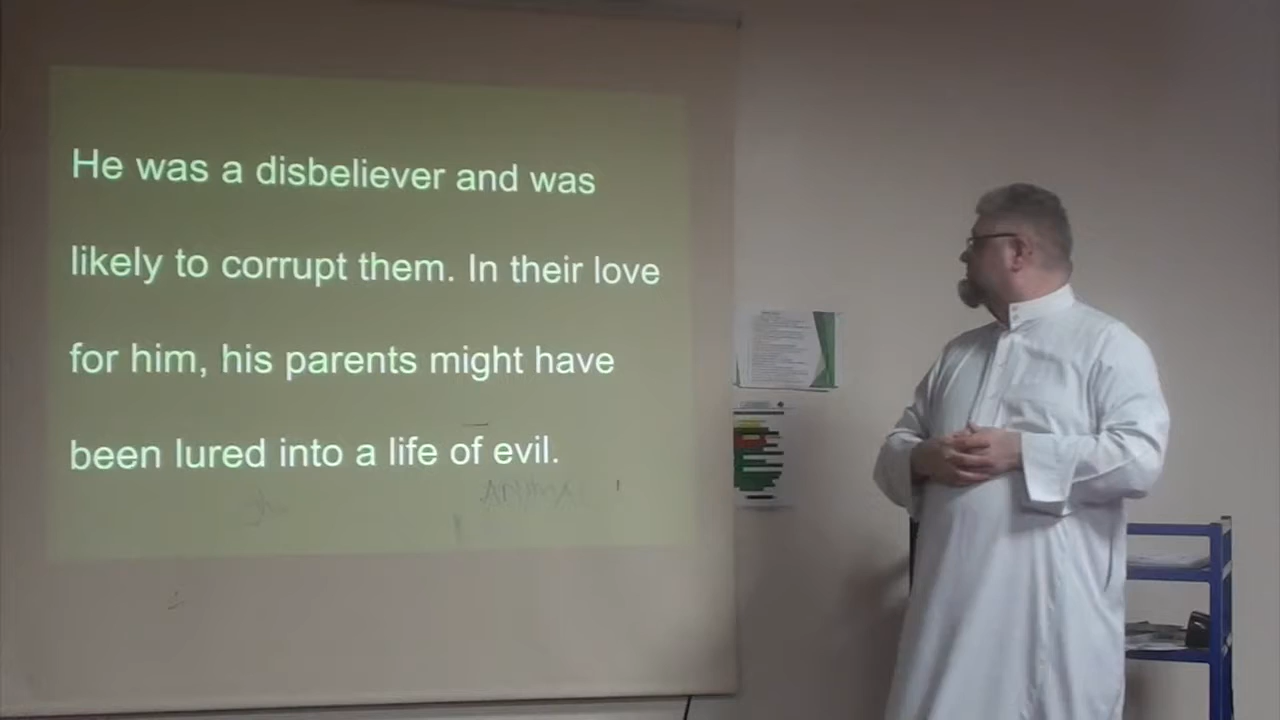 He was a disbeliever and was
likely to corrupt them. In their love
for him, his parents might have
been lured into a life of evil.